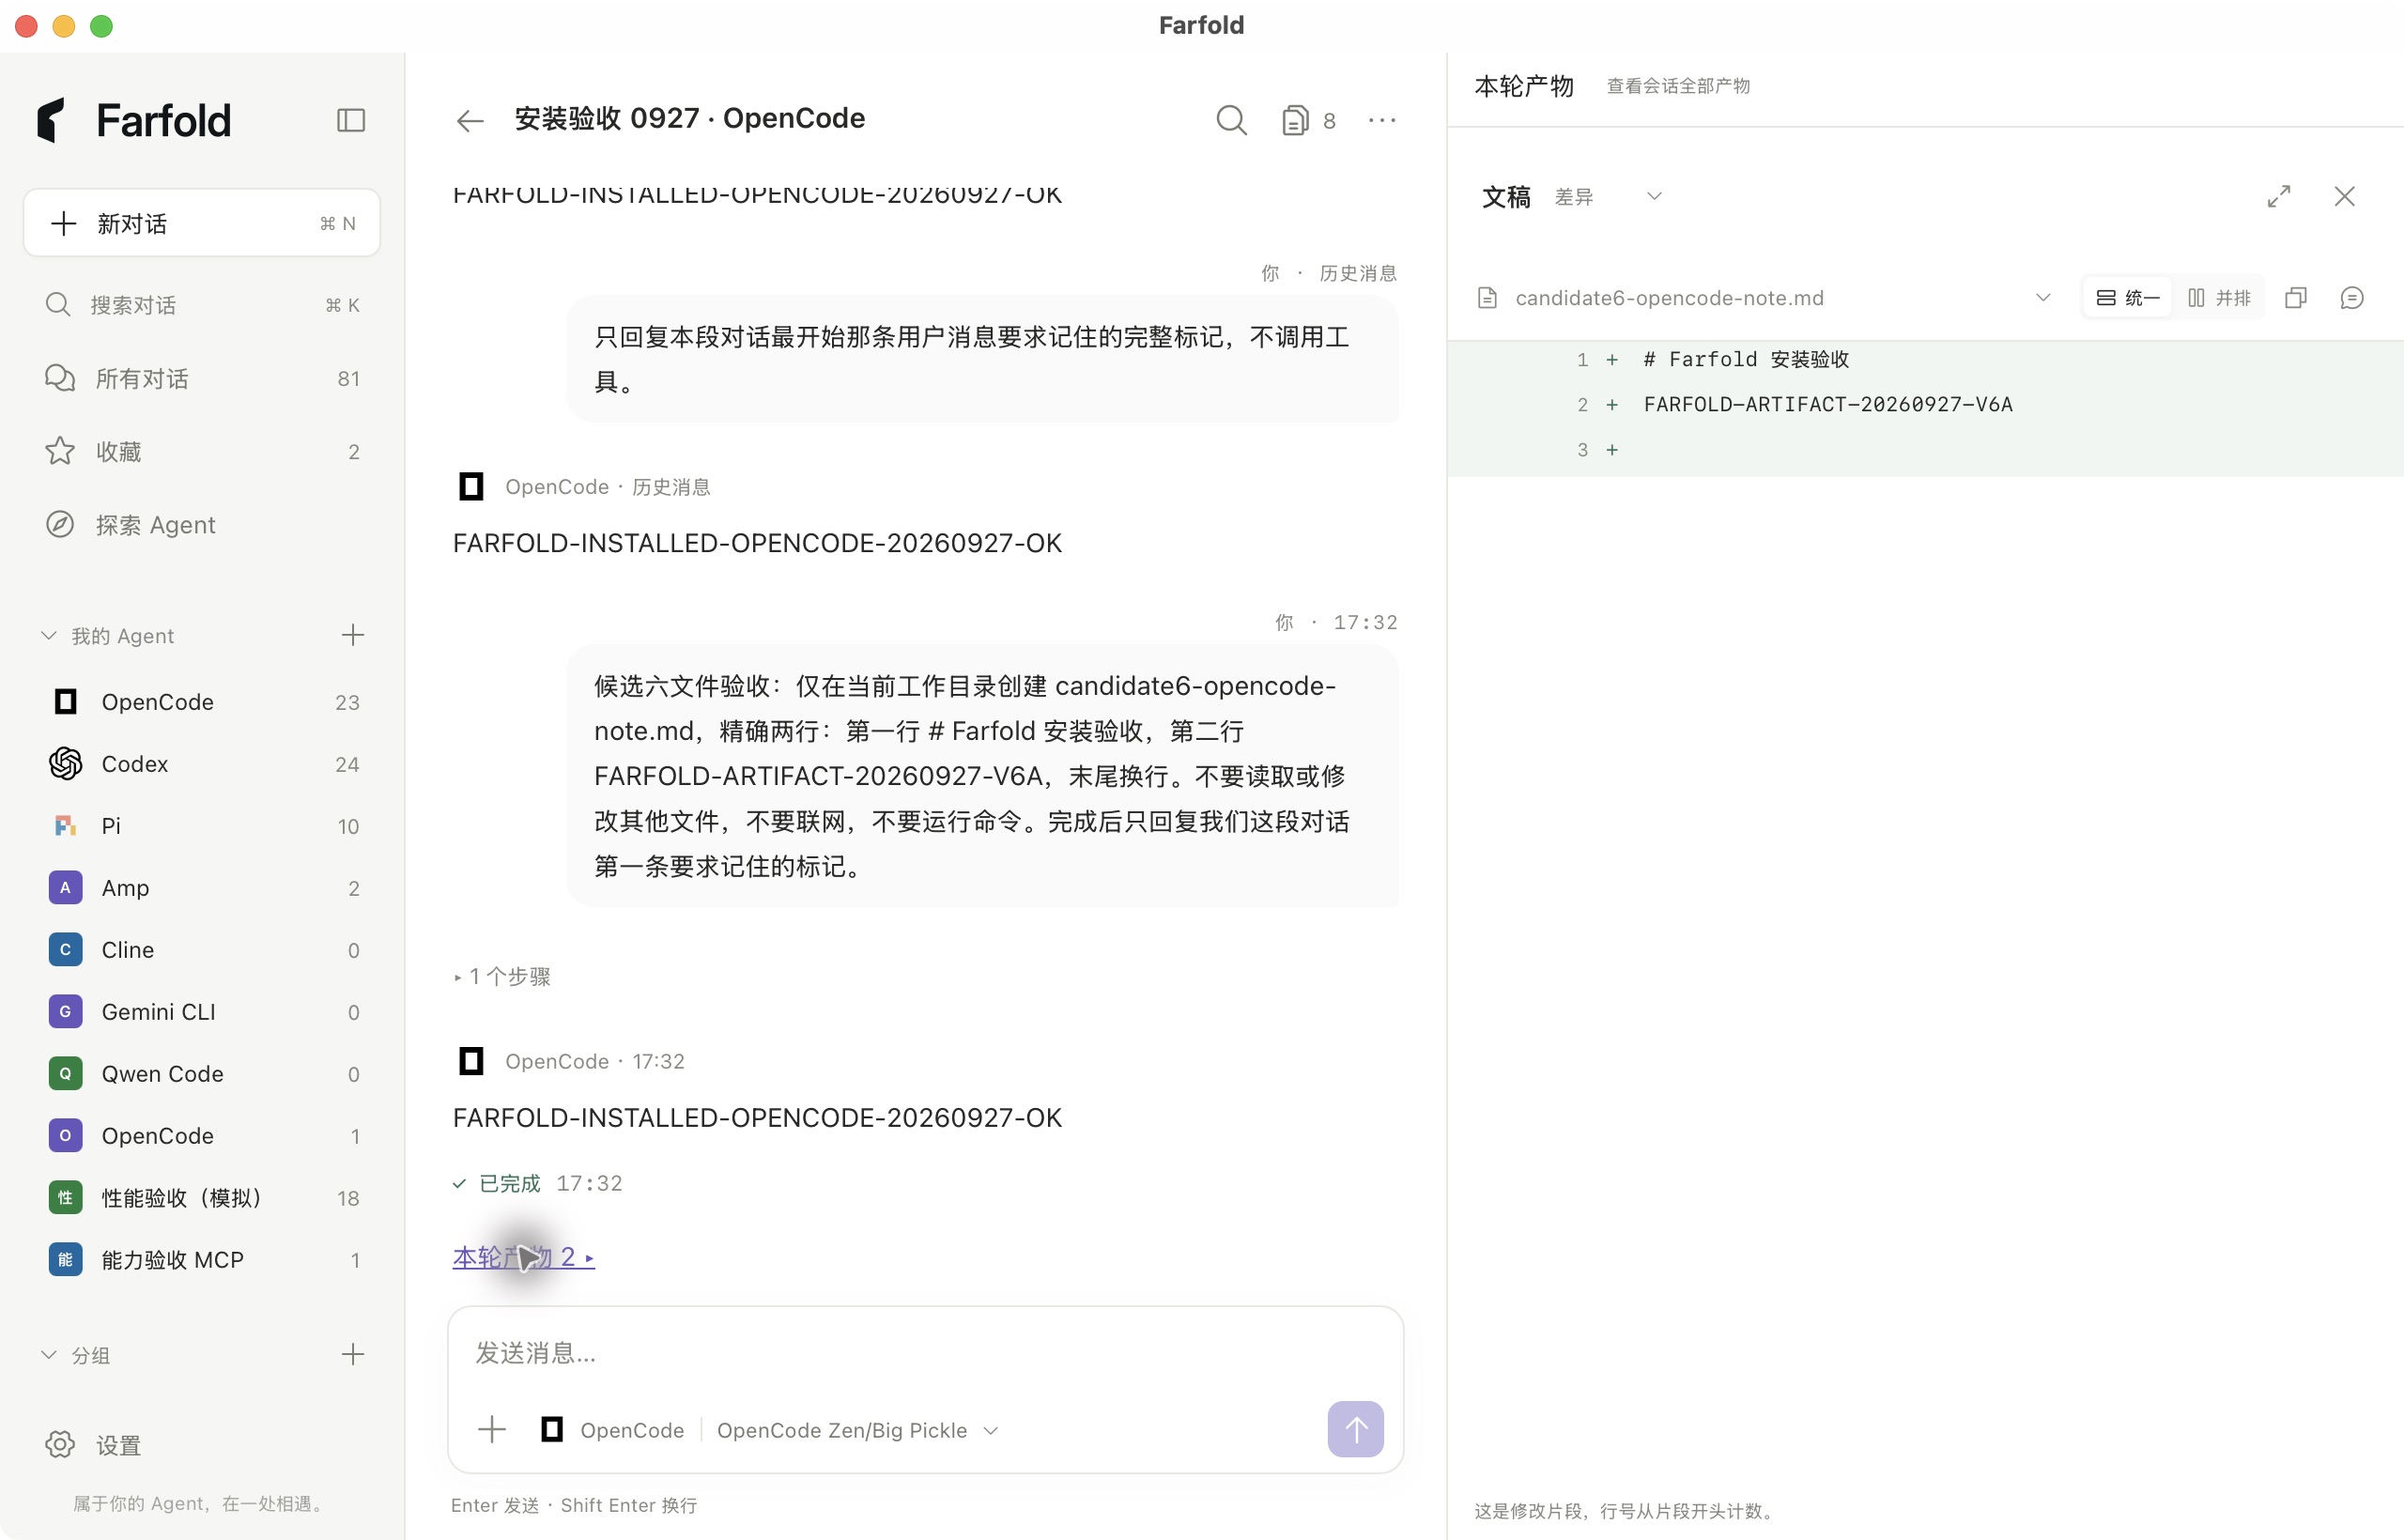 Farfold
Farfold
新对话 ⌘ N
搜索对话 ⌘ K
所有对话 81
收藏 2
探索 Agent
我的 Agent
OpenCode 23
Codex 24
Pi 10
A Amp 2
C Cline 0
G Gemini CLI 0
Q Qwen Code 0
O OpenCode 1
性 性能验收（模拟） 18
能 能力验收 MCP 1
分组
设置
属于你的 Agent，在一处相遇。
安装验收 0927 · OpenCode
8
FARFOLD-INSTALLED-OPENCODE-20260927-OK
你 · 历史消息
只回复本段对话最开始那条用户消息要求记住的完整标记，不调用工
具。
OpenCode · 历史消息
FARFOLD-INSTALLED-OPENCODE-20260927-OK
你 · 17:32
候选六文件验收：仅在当前工作目录创建 candidate6-opencode-
note.md，精确两行：第一行 # Farfold 安装验收，第二行
FARFOLD-ARTIFACT-20260927-V6A，末尾换行。不要读取或修
改其他文件，不要联网，不要运行命令。完成后只回复我们这段对话
第一条要求记住的标记。
1 个步骤
OpenCode · 17:32
FARFOLD-INSTALLED-OPENCODE-20260927-OK
已完成 17:32
本轮产物 2
发送消息...
OpenCode OpenCode Zen/Big Pickle
Enter 发送 · Shift Enter 换行
本轮产物 查看会话全部产物
文稿 差异
candidate6-opencode-note.md 统一 并排
1 + # Farfold 安装验收
2 + FARFOLD-ARTIFACT-20260927-V6A
3 +
这是修改片段，行号从片段开头计数。